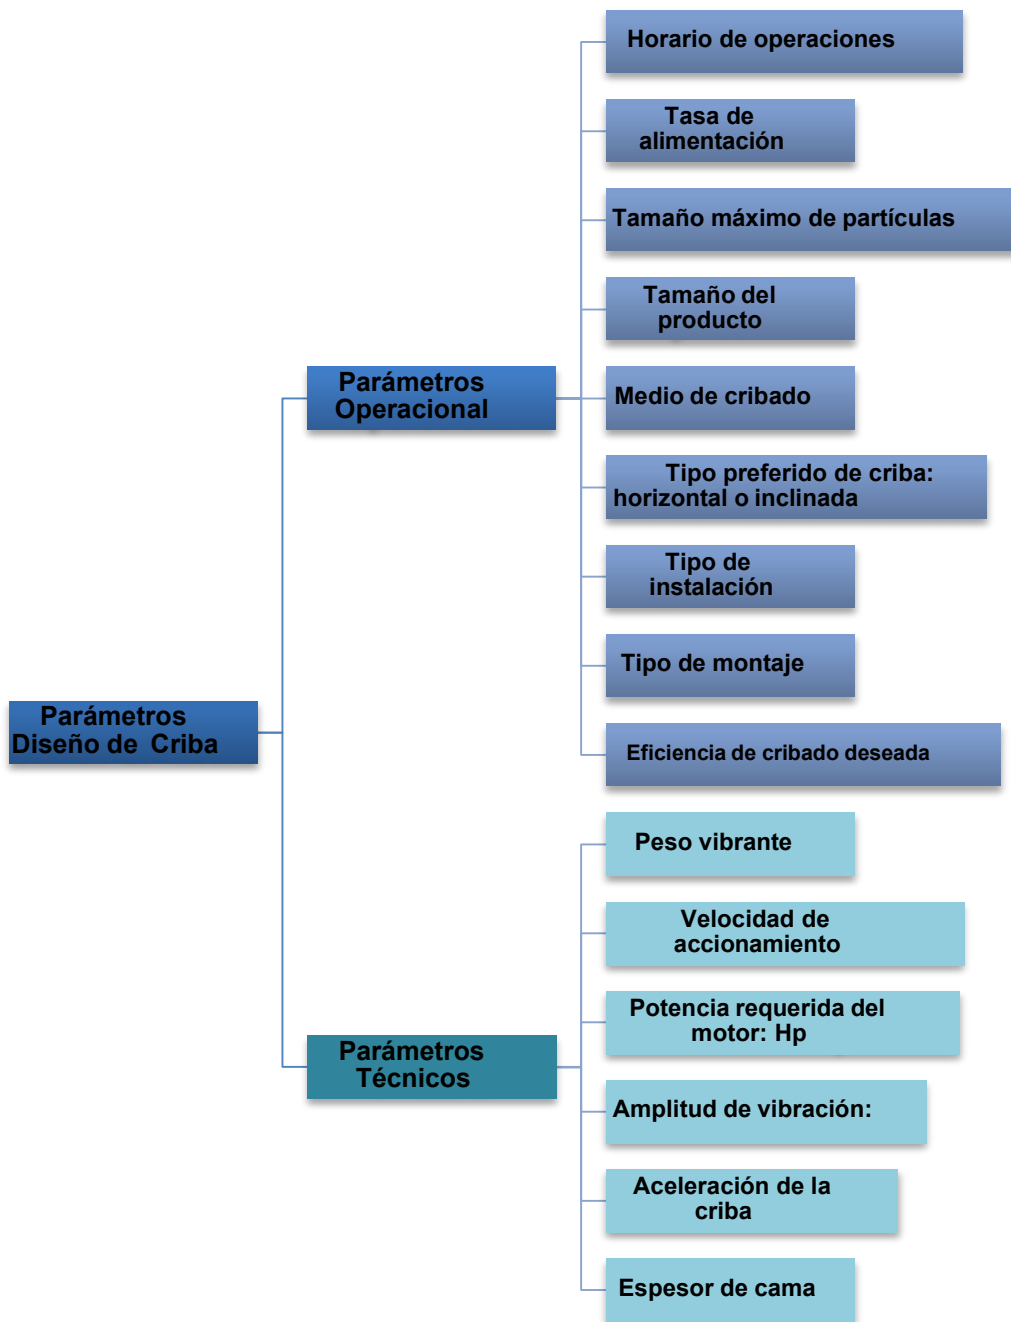 Horario de operaciones
Tasa de
alimentación
Tamaño máximo de partículas
Tamaño del
producto
Parámetros
Operacional
Medio de cribado
Tipo preferido de criba:
horizontal o inclinada
Tipo de
instalación
Tipo de montaje
Parámetros
Diseño de Criba
Eficiencia de cribado deseada
Peso vibrante
Velocidad de
accionamiento
Potencia requerida del
motor: Hp
Parámetros
Técnicos
Amplitud de vibración:
Aceleración de la
criba
Espesor de cama